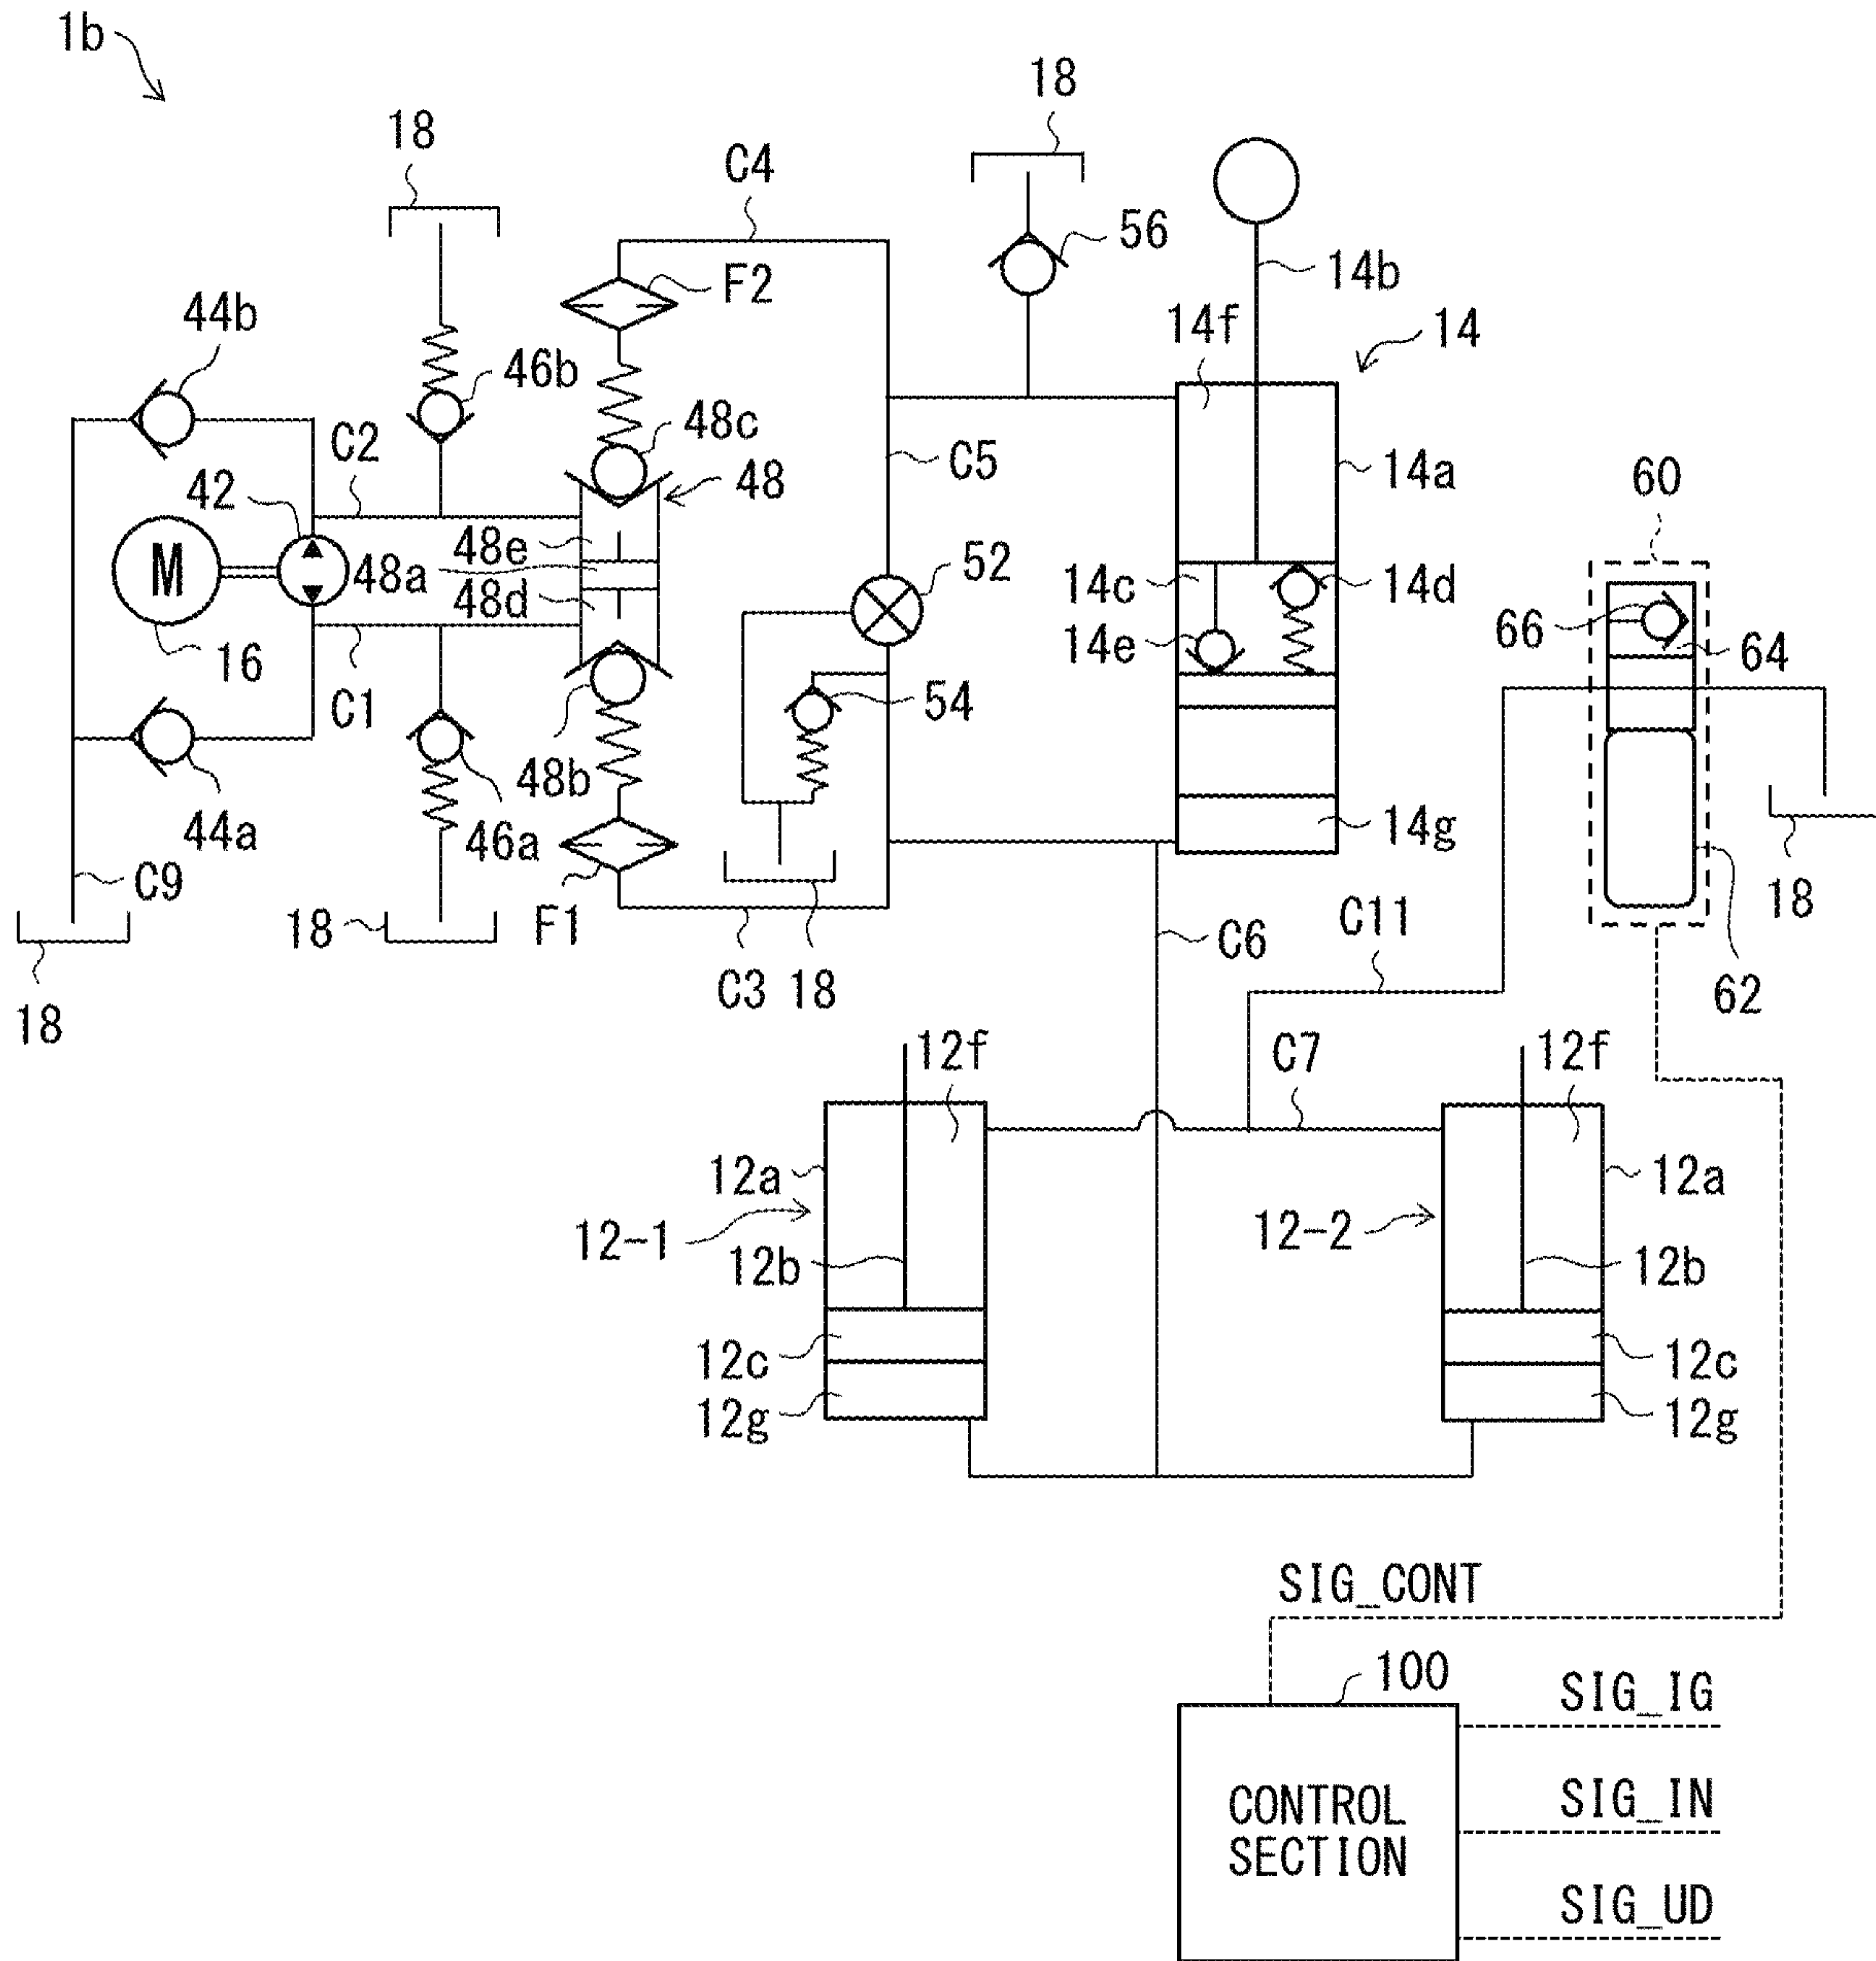 1b
18
18
C4
14b
56
F2
14f
14
44b
46b
48c
C2
C5
14a
60
42
48
M
48e
48a
48d
52
14c
14d
14e
66
64
16
C1
54
48b
44a
46a
14g
C9
F1
18
18
C3
18
C6
C11
62
18
12f
C7
12f
12a
12a
12-1
12-2
12b
12b
12c
12c
12g
12g
SIG_CONT
100
SIG_IG
CONTROL
SECTION
SIG_IN
SIG_UD